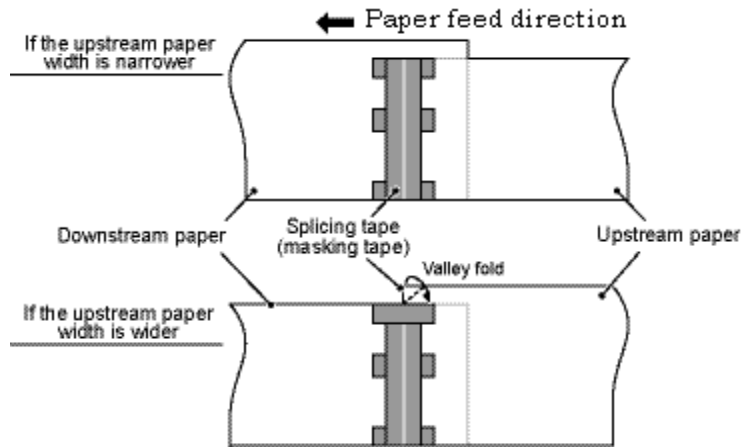 Paper feed direction
If the upstream paper
width is narrower
Downstream paper
Splicing tape
(masking tape)
Upstream paper
Valley fold
If the upstream paper
width is wider